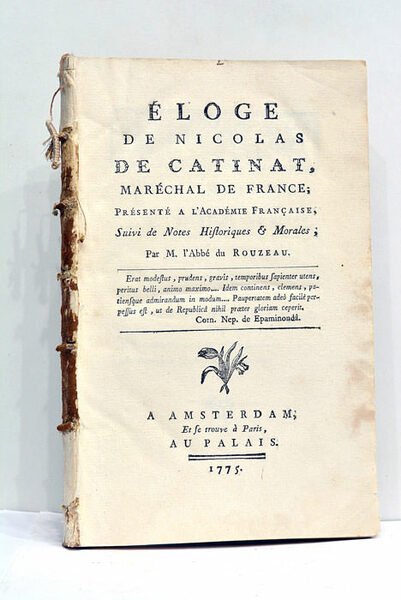 ÉLOGE
DE NICOLAS
DE CATINAT,
MARÉCHAL DE FRANCE;
PRÉSENTÉ A L'ACADÉMIE FRANÇAISE,
Suivi de Notes Hiſtoriques & Morales;
Par M. l'Abbé du ROUZEAU.
Erat modeſtus, prudens, gravis, temporibus ſapienter utens,
peritus belli, animo maximo.... Idem continens, clemens, pa-
tienſque admirandum in modum.... Paupertatem adeò facilè per-
peſſus eſt, ut de Republicâ nihil præter gloriam ceperit.
Corn. Nep. de Epaminondâ.
A AMSTERDAM;
Et ſe trouve à Paris,
AU PALAIS.
1775.